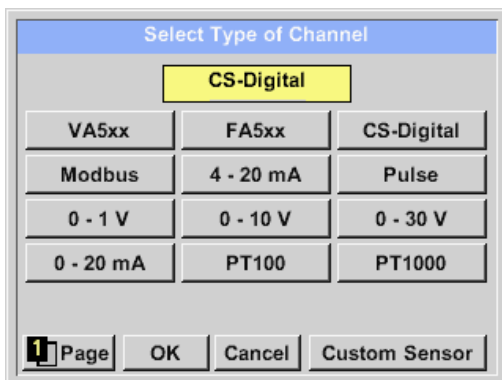 Select Type of Channel
CS-Digital
VA5xx FA5xx CS-Digital
Modbus 4 - 20 mA Pulse
0 - 1 V 0 - 10 V 0 - 30 V
0 - 20 mA PT100 PT1000
1 Page OK Cancel Custom Sensor